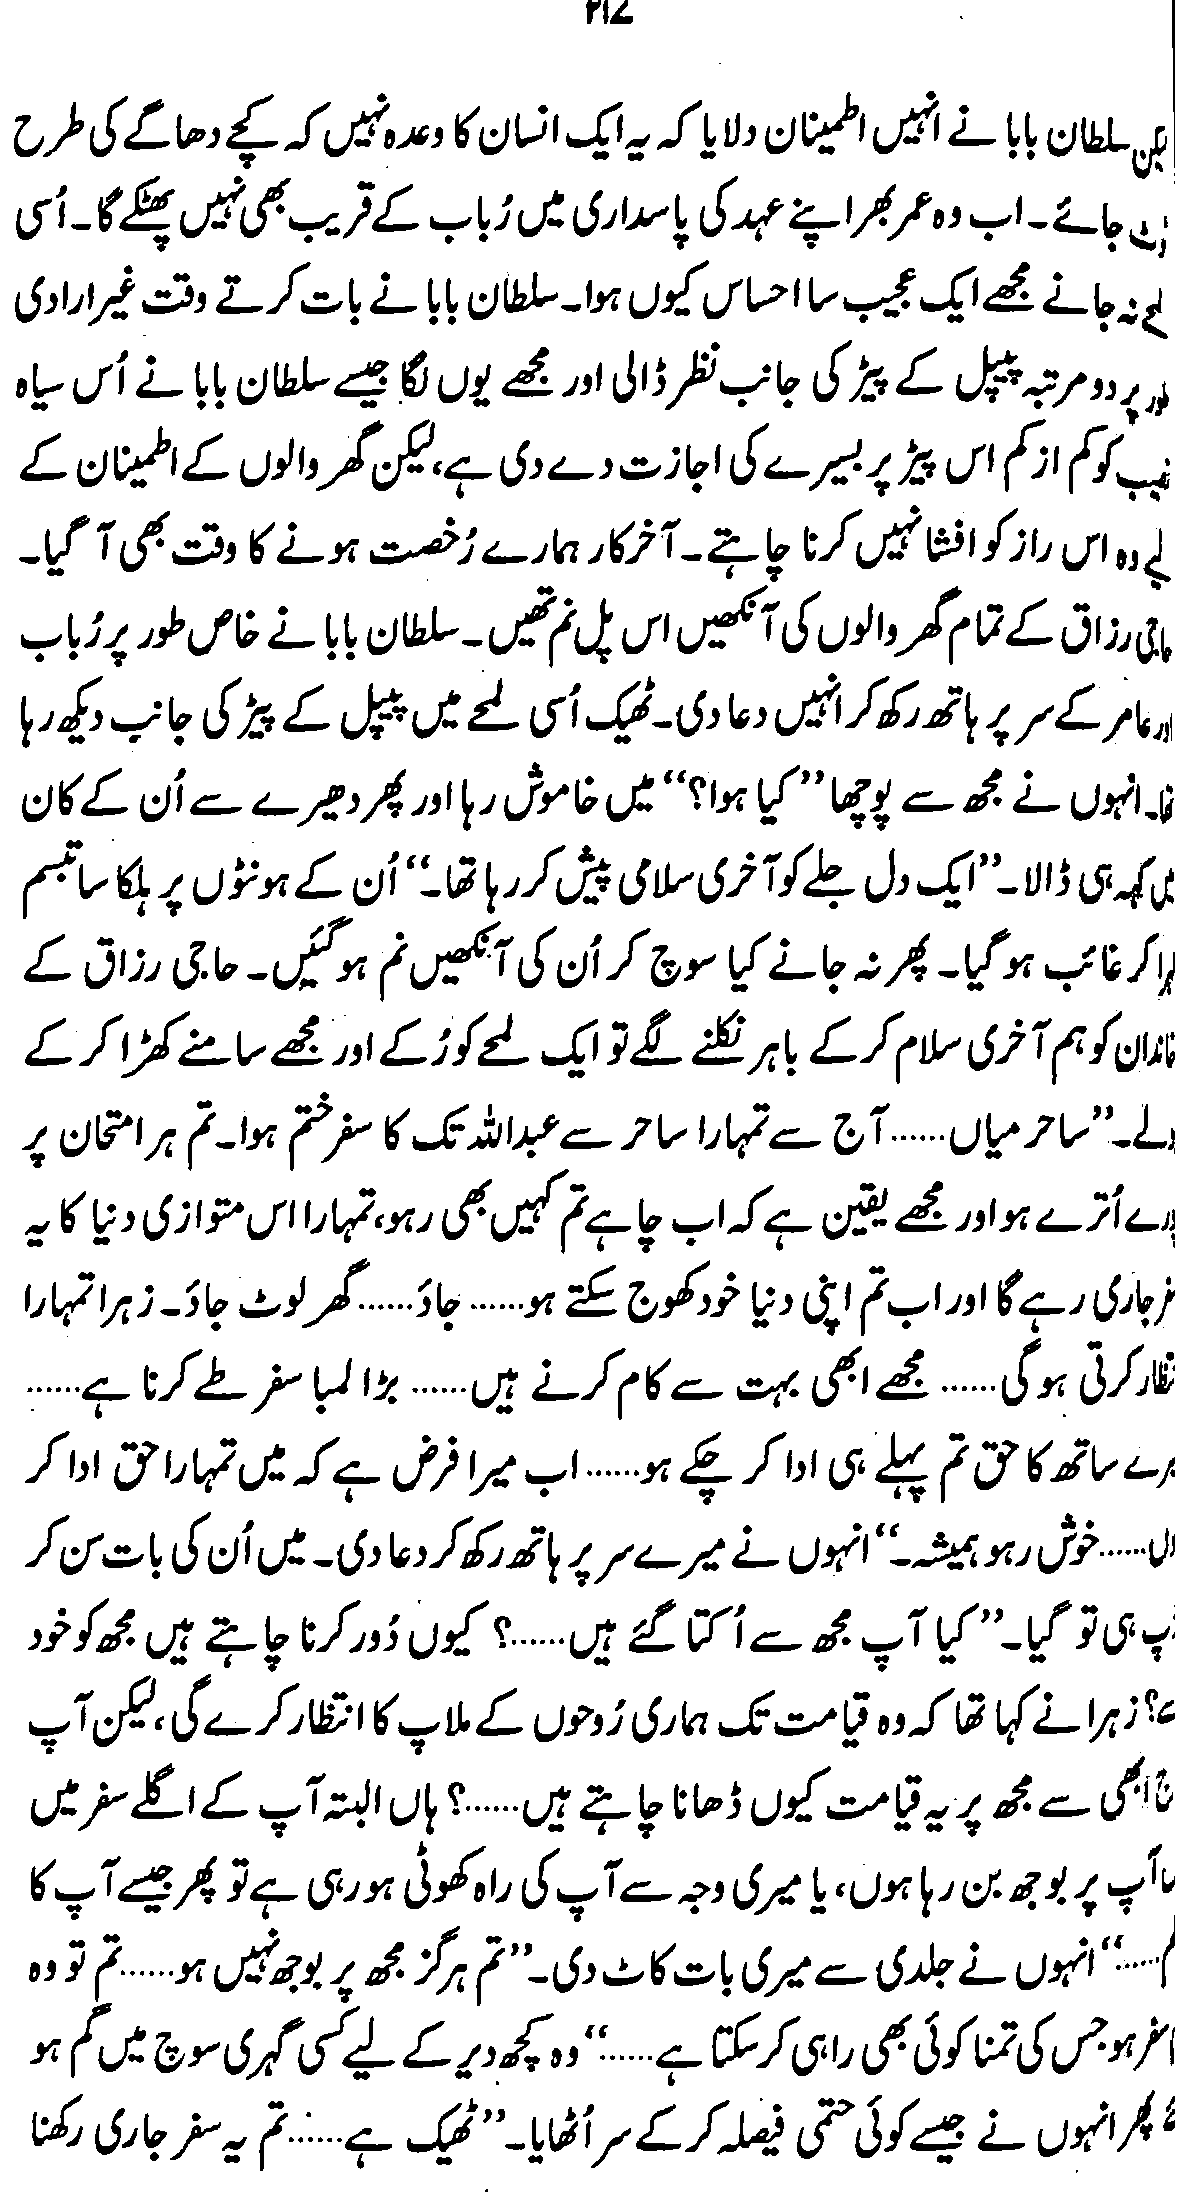 ۳۱۷
لیکن سلطان بابا نے انہیں اطمینان دلایا کہ یہ ایک انسان کا وعدہ نہیں کہ کچے دھاگے کی طرح
جائے۔ اب وہ عمر بھر اپنے عہد کی پاسداری میں رُباب کے قریب بھی نہیں پھٹکے گا۔ اُسی
لمحے نہ جانے مجھے ایک عجیب سا احساس کیوں ہوا۔ سلطان بابا نے بات کرتے وقت غیر ارادی
طور پر دو مرتبہ پیپل کے پیڑ کی جانب نظر ڈالی اور مجھے یوں لگا جیسے سلطان بابا نے اُس سیاہ
نصیب کو کم از کم اس پیڑ پر بسیرے کی اجازت دے دی ہے، لیکن گھر والوں کے اطمینان کے
لیے وہ اس راز کو افشا نہیں کرنا چاہتے۔ آخر کار ہمارے رُخصت ہونے کا وقت بھی آ گیا۔
حاجی رزاق کے تمام گھر والوں کی آنکھیں اس پل نم تھیں۔ سلطان بابا نے خاص طور پر رُباب
اور عامر کے سر پر ہاتھ رکھ کر انہیں دعا دی۔ ٹھیک اُسی لمحے میں پیپل کے پیڑ کی جانب دیکھ رہا
تھا۔ انہوں نے مجھ سے پوچھا ”کیا ہوا؟“ میں خاموش رہا اور پھر دھیرے سے اُن کے کان
میں کہہ ہی ڈالا۔ ”ایک دل جلے کو آخری سلامی پیش کر رہا تھا۔“ اُن کے ہونٹوں پر ہلکا سا تبسم
لہرا کر غائب ہو گیا۔ پھر نہ جانے کیا سوچ کر اُن کی آنکھیں نم ہو گئیں۔ حاجی رزاق کے
خاندان کو ہم آخری سلام کر کے باہر نکلنے لگے تو ایک لمحے کو رُکے اور مجھے سامنے کھڑا کر کے
بولے۔ ”ساحر میاں...... آج سے تمہارا ساحر سے عبداللہ تک کا سفر ختم ہوا۔ تم ہر امتحان پر
پورے اُترے ہو اور مجھے یقین ہے کہ اب چاہے تم کہیں بھی رہو، تمہارا اس متوازی دنیا کا یہ
سفر جاری رہے گا اور اب تم اپنی دنیا خود کھوج سکتے ہو...... جاؤ...... گھر لوٹ جاؤ۔ زہرا تمہارا
انتظار کرتی ہو گی...... مجھے ابھی بہت سے کام کرنے ہیں...... بڑا لمبا سفر طے کرنا ہے......
میرے ساتھ کا حق تم پہلے ہی ادا کر چکے ہو...... اب میرا فرض ہے کہ میں تمہارا حق ادا کر
دوں...... خوش رہو ہمیشہ۔“ انہوں نے میرے سر پر ہاتھ رکھ کر دعا دی۔ میں اُن کی بات سن کر
تڑپ ہی تو گیا۔ ”کیا آپ مجھ سے اُکتا گئے ہیں......؟ کیوں دُور کرنا چاہتے ہیں مجھ کو خود
سے؟ زہرا نے کہا تھا کہ وہ قیامت تک ہماری رُوحوں کے ملاپ کا انتظار کرے گی، لیکن آپ
آج ابھی سے مجھ پر یہ قیامت کیوں ڈھانا چاہتے ہیں......؟ ہاں البتہ آپ کے اگلے سفر میں
آپ پر بوجھ بن رہا ہوں، یا میری وجہ سے آپ کی راہ کھوٹی ہو رہی ہے تو پھر جیسے آپ کا
حکم......“ انہوں نے جلدی سے میری بات کاٹ دی۔ ”تم ہرگز مجھ پر بوجھ نہیں ہو...... تم تو وہ
ہو جس کی تمنا کوئی بھی راہی کر سکتا ہے......“ وہ کچھ دیر کے لیے کسی گہری سوچ میں گم ہو
گئے پھر انہوں نے جیسے کوئی حتمی فیصلہ کر کے سر اُٹھایا۔ ”ٹھیک ہے...... تم یہ سفر جاری رکھنا